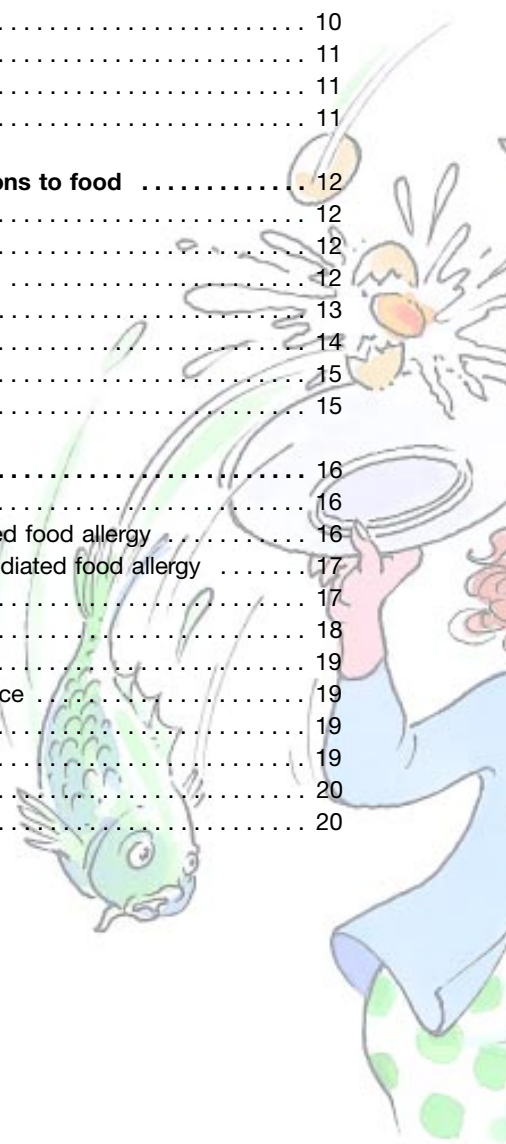 . . . . . . . . . . . . . . . . . . . . . . . . 10
. . . . . . . . . . . . . . . . . . . . . . . . 11
. . . . . . . . . . . . . . . . . . . . . . . . 11
. . . . . . . . . . . . . . . . . . . . . . . . 11
ons to food . . . . . . . . . . . . . 12
. . . . . . . . . . . . . . . . . . . . . . . . 12
. . . . . . . . . . . . . . . . . . . . . . . . 12
. . . . . . . . . . . . . . . . . . . . . . . . 12
. . . . . . . . . . . . . . . . . . . . . . . . 13
. . . . . . . . . . . . . . . . . . . . . . . . 14
. . . . . . . . . . . . . . . . . . . . . . . . 15
. . . . . . . . . . . . . . . . . . . . . . . . 15
. . . . . . . . . . . . . . . . . . . . . . . . 16
. . . . . . . . . . . . . . . . . . . . . . . . 16
ed food allergy . . . . . . . . . . . 16
diated food allergy . . . . . . . 17
. . . . . . . . . . . . . . . . . . . . . . . . 17
. . . . . . . . . . . . . . . . . . . . . . . . 18
. . . . . . . . . . . . . . . . . . . . . . . . 19
ce . . . . . . . . . . . . . . . . . . . . . 19
. . . . . . . . . . . . . . . . . . . . . . . . 19
. . . . . . . . . . . . . . . . . . . . . . . . 19
. . . . . . . . . . . . . . . . . . . . . . . . 20
. . . . . . . . . . . . . . . . . . . . . . . . 20